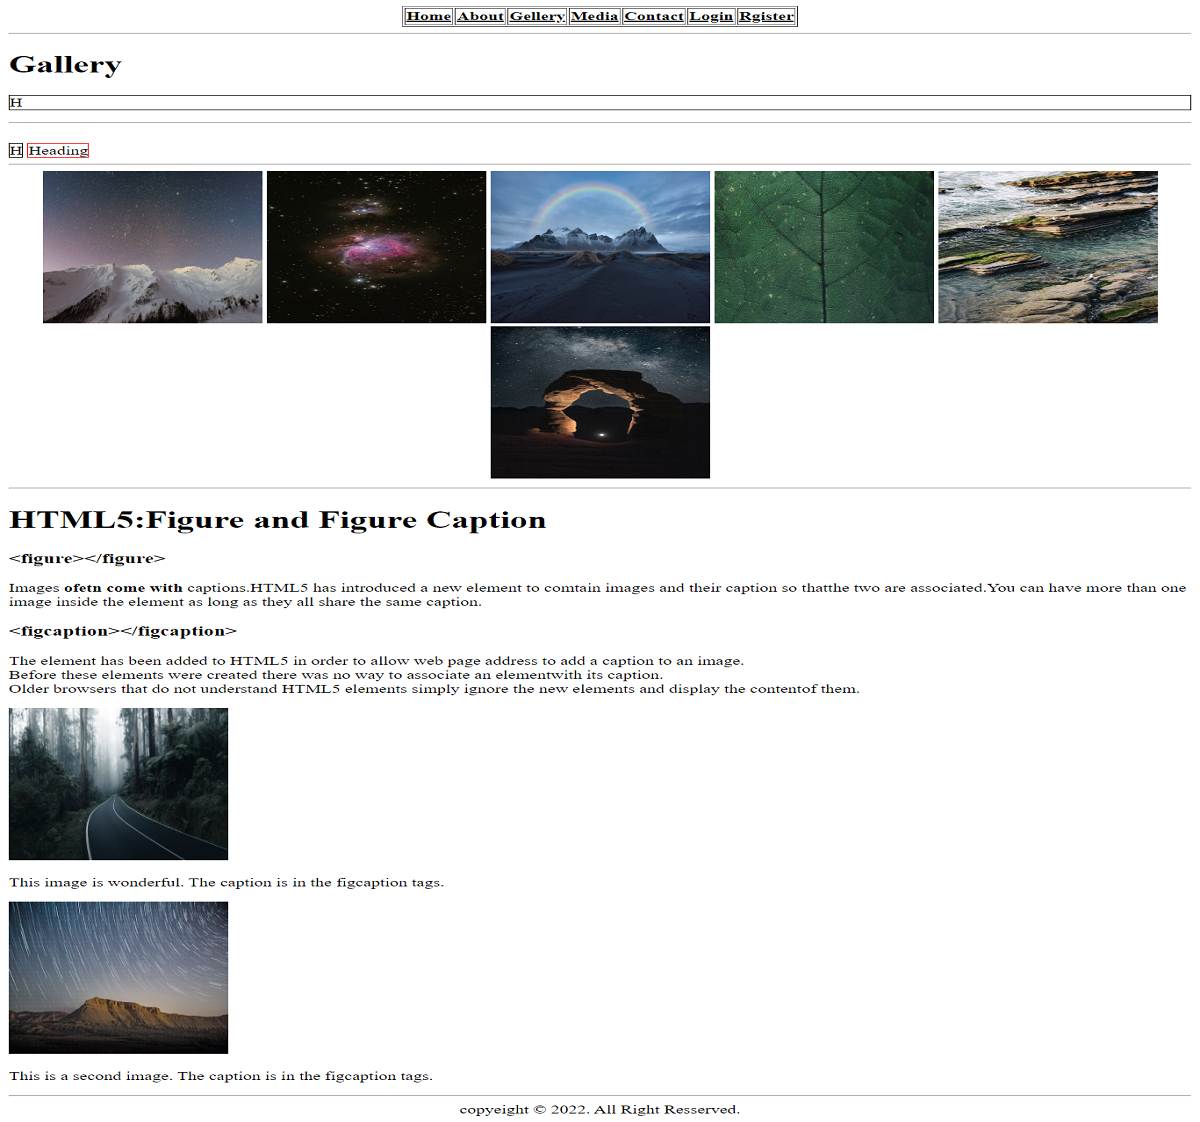 Home About Gellery Media Contact Login Rgister
Gallery
H
H Heading
HTML5:Figure and Figure Caption
<figure></figure>
Images ofetn come with captions.HTML5 has introduced a new element to comtain images and their caption so thatthe two are associated.You can have more than one
image inside the element as long as they all share the same caption.
<figcaption></figcaption>
The element has been added to HTML5 in order to allow web page address to add a caption to an image.
Before these elements were created there was no way to associate an elementwith its caption.
Older browsers that do not understand HTML5 elements simply ignore the new elements and display the contentof them.
This image is wonderful. The caption is in the figcaption tags.
This is a second image. The caption is in the figcaption tags.
copyeight © 2022. All Right Resserved.